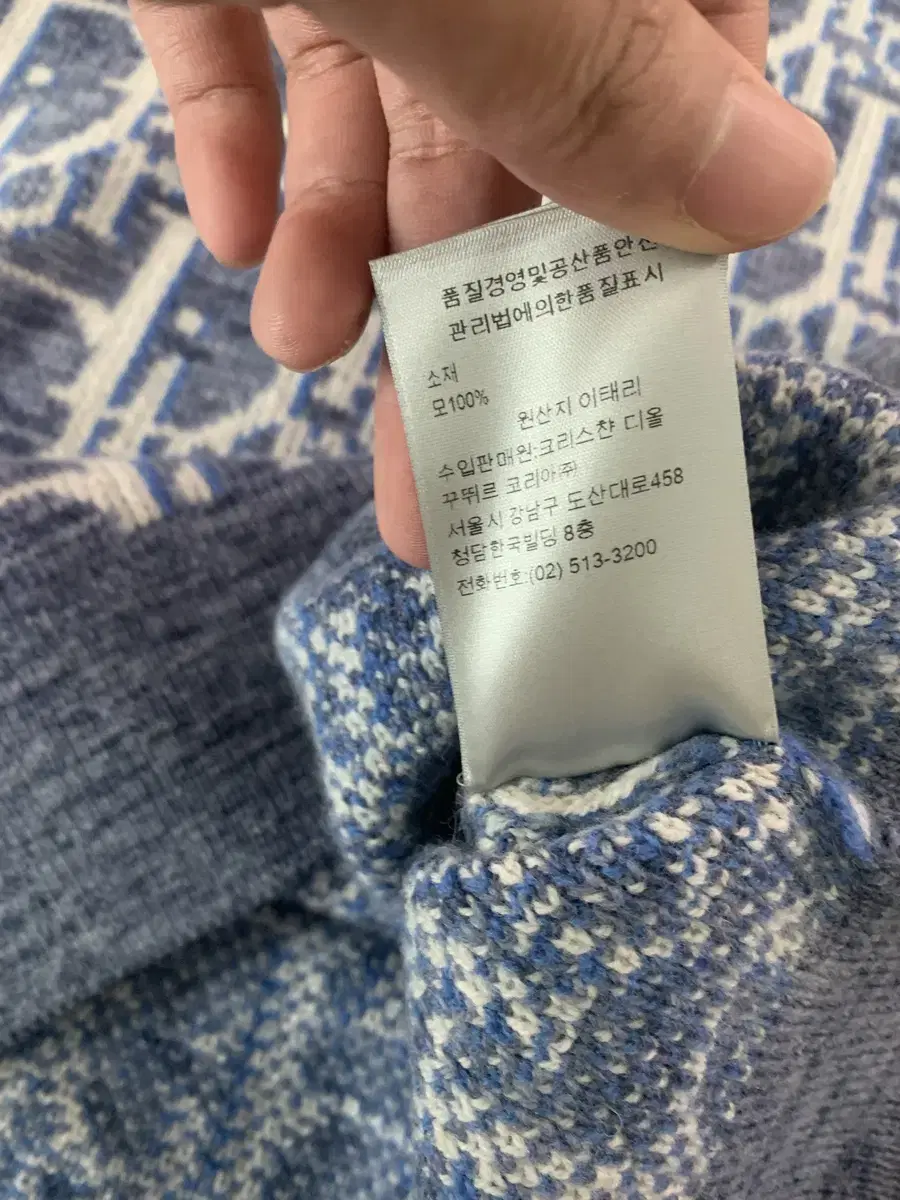 품질경영및공산품안전
관리법에의한품질표시
소재
모100%
원산지 이태리
수입판매원:크리스챤 디올
꾸뛰르 코리아㈜
서울시 강남구 도산대로458
청담한국빌딩 8층
전화번호:(02) 513-3200